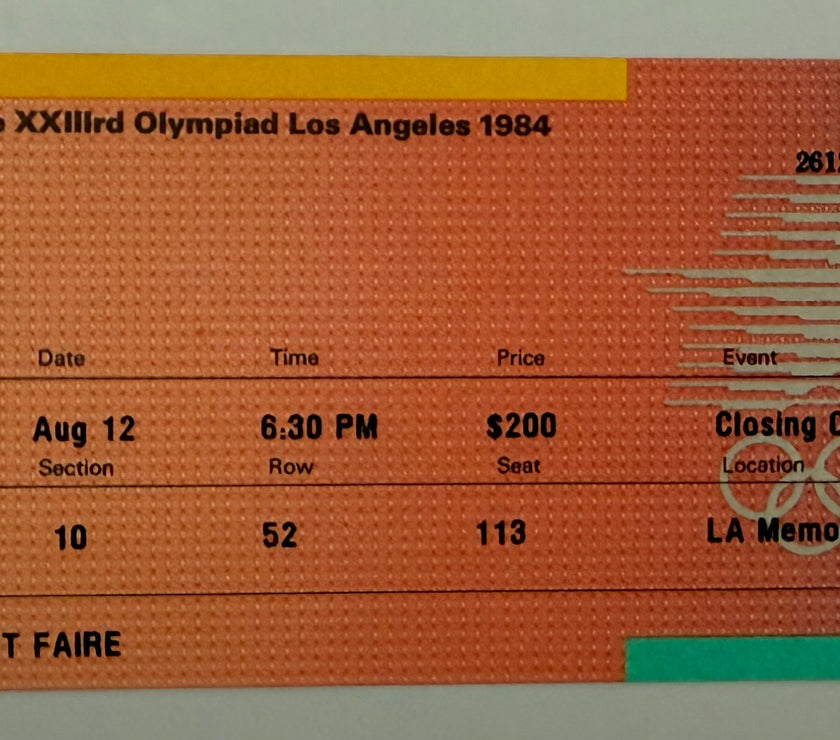 XXIIIrd Olympiad Los Angeles 1984
2612
Date Time Price Event
Aug 12 6:30 PM $200 Closing
Section Row Seat Location
10 52 113 LA Memo
T FAIRE